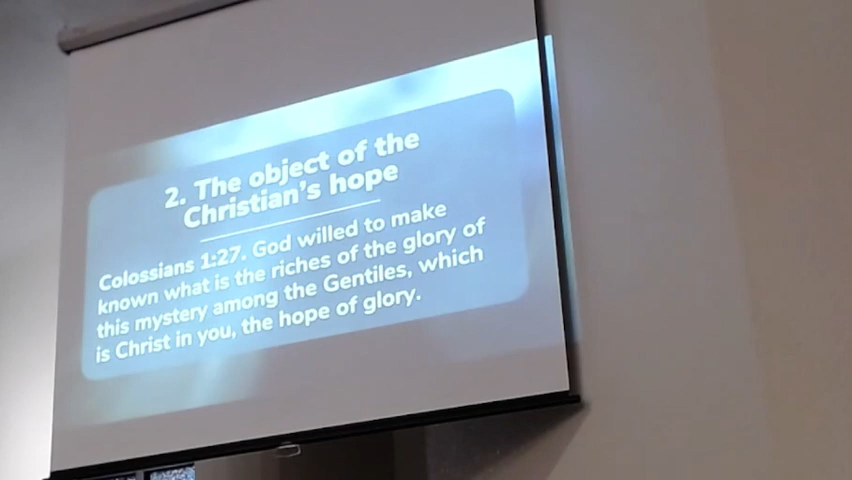 2. The object of the
Christian's hope
Colossians 1:27. God willed to make
known what is the riches of the glory of
this mystery among the Gentiles, which
is Christ in you, the hope of glory.